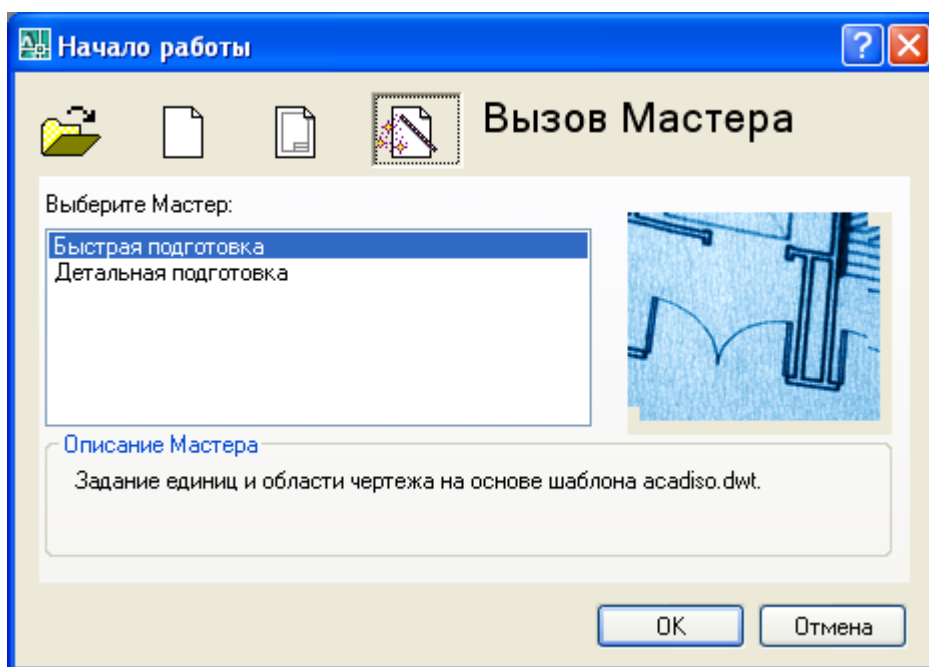 Начало работы
Вызов Мастера
Выберите Мастер:
Быстрая подготовка
Детальная подготовка
Описание Мастера
Задание единиц и области чертежа на основе шаблона acadiso.dwt.
OK
Отмена